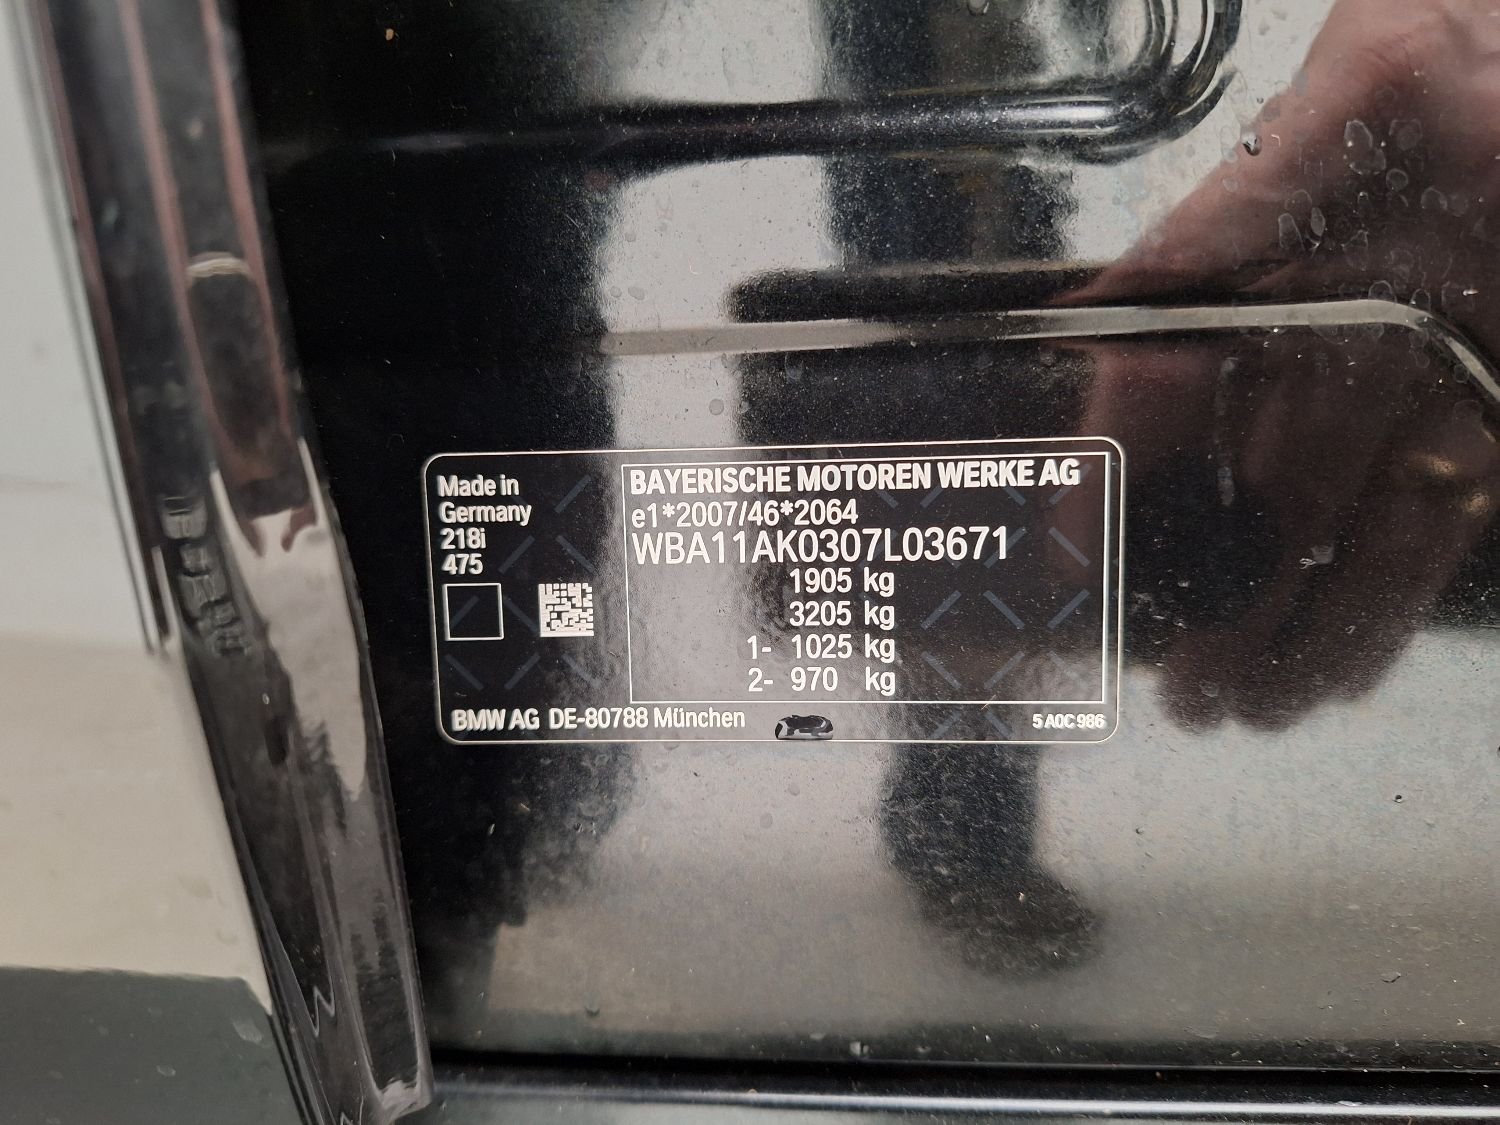 Made in
Germany
218i
475
BAYERISCHE MOTOREN WERKE AG
e1*2007/46*2064
WBA11AK0307L03671
1905 kg
3205 kg
1- 1025 kg
2- 970 kg
BMW AG DE-80788 München
5 A0C 986